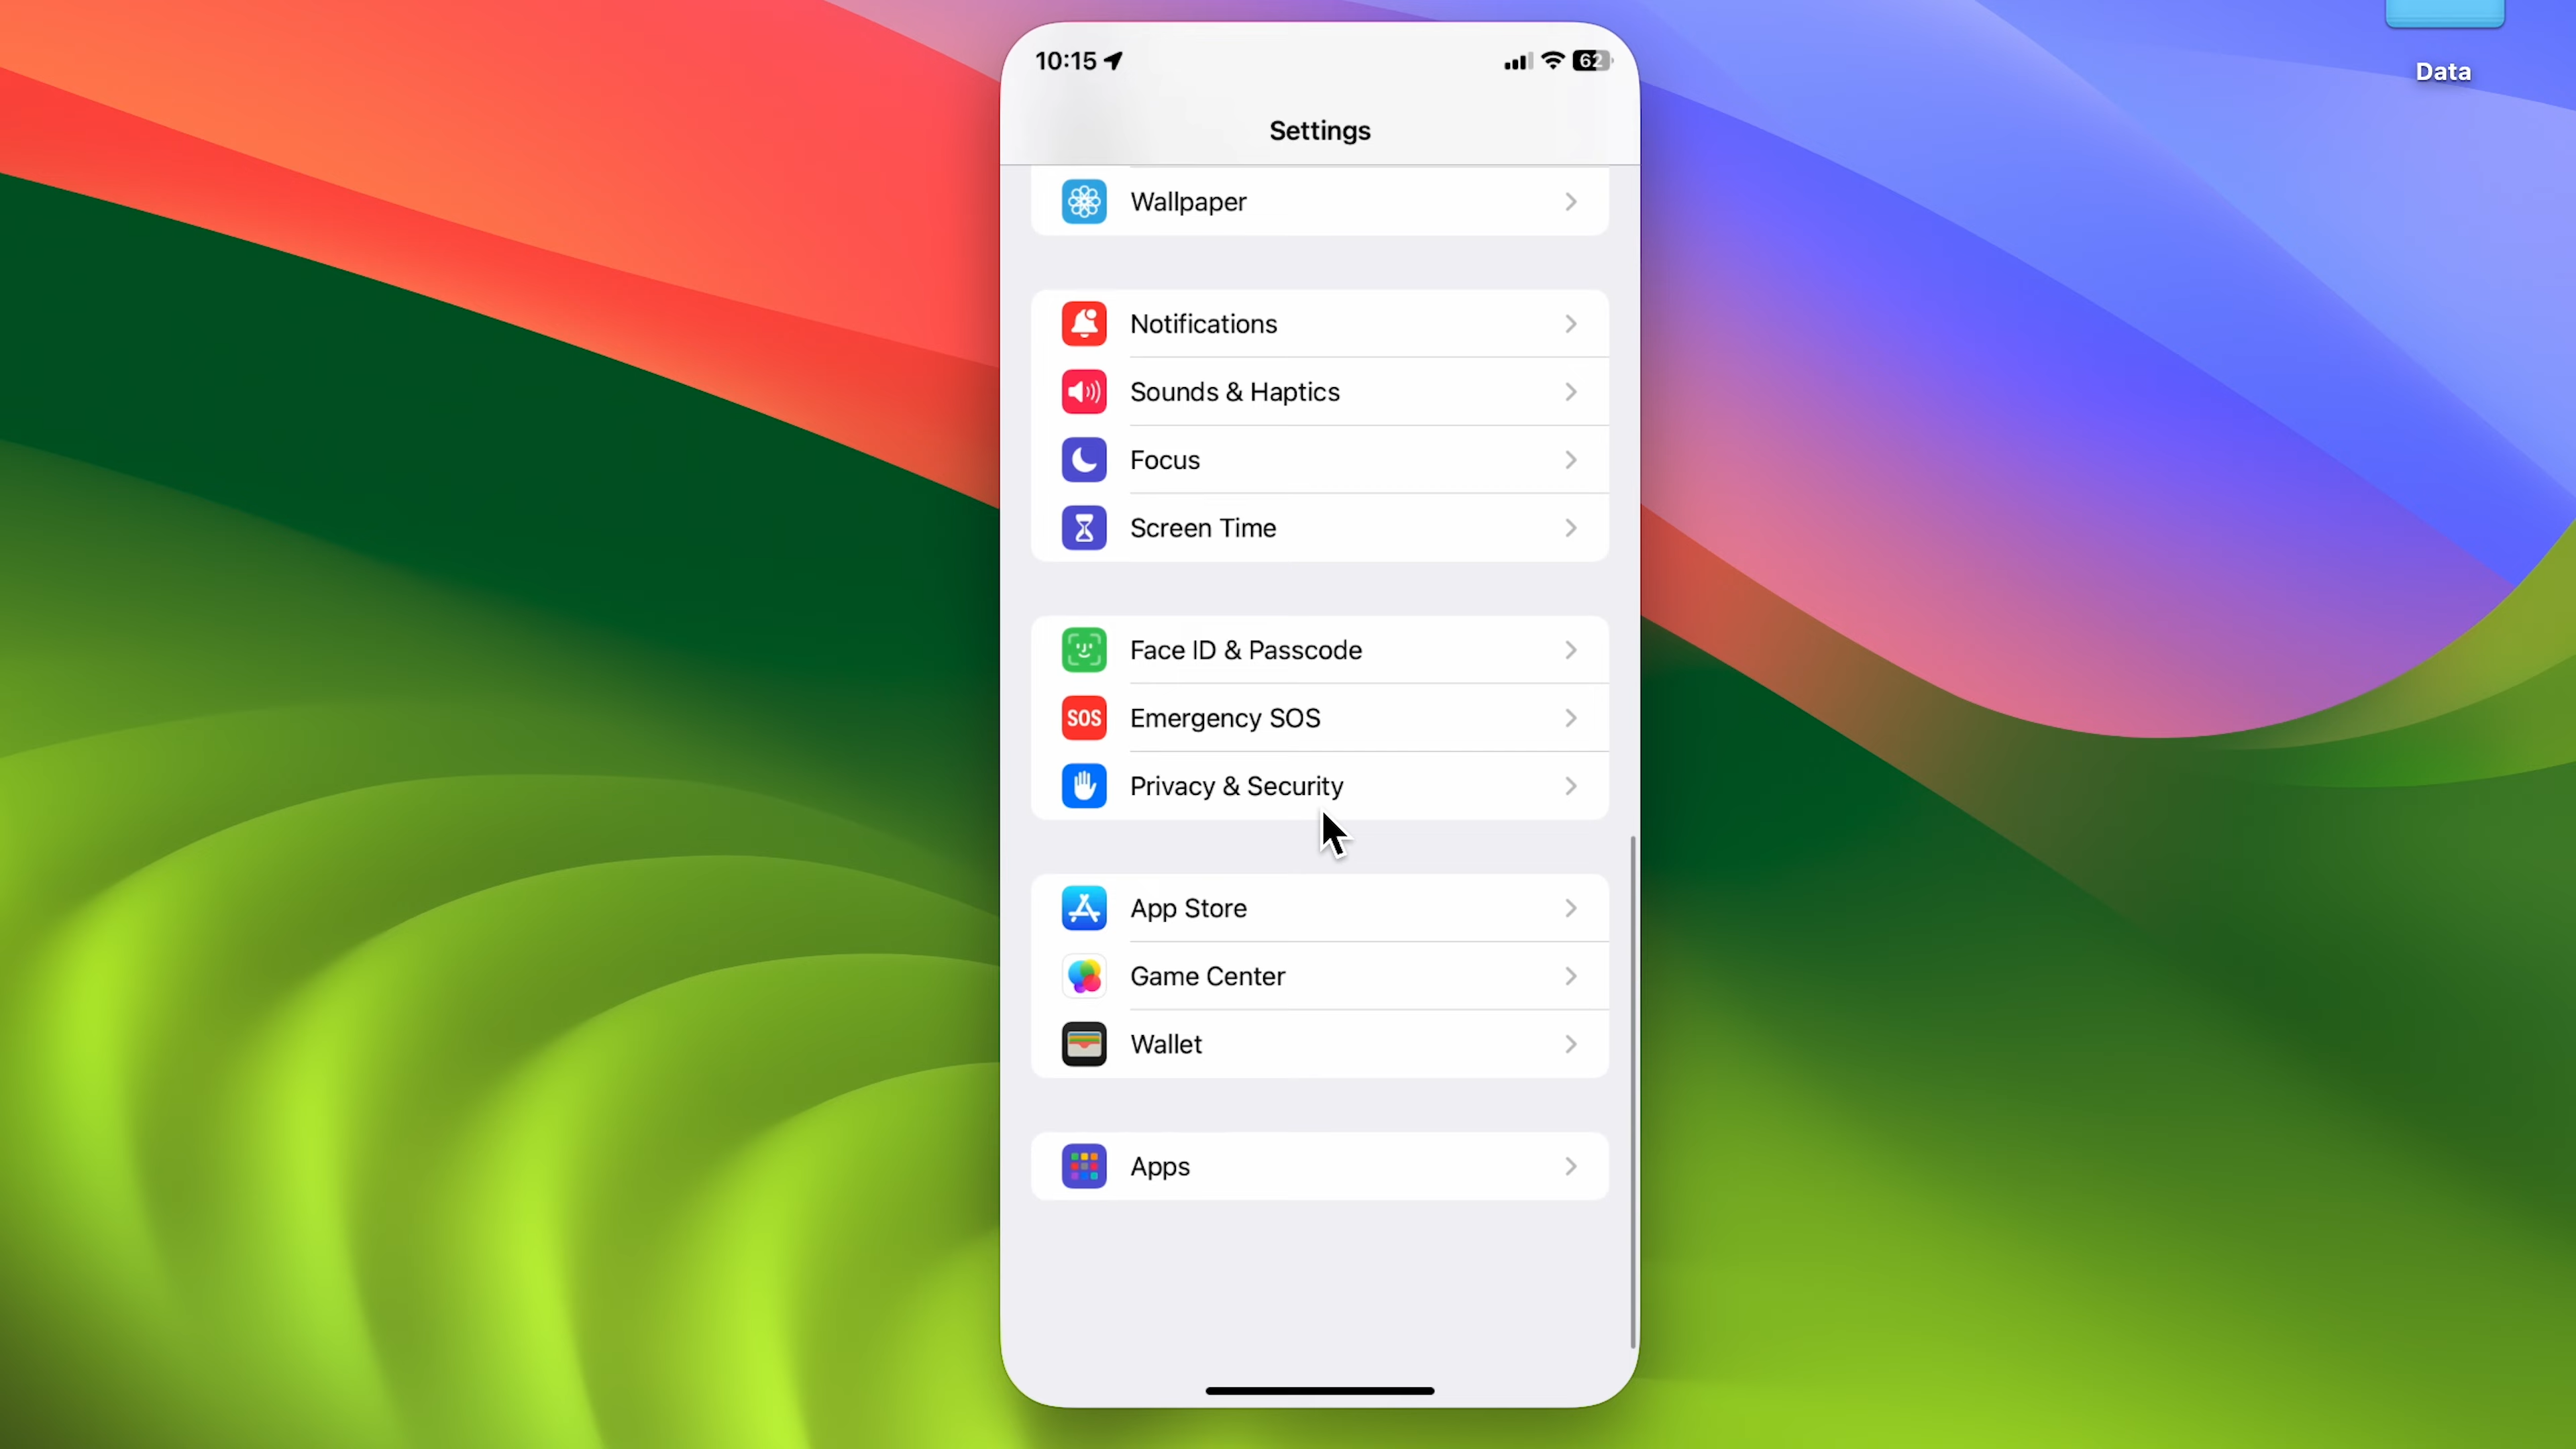 10:15
62
Data
Settings
Wallpaper
Notifications
Sounds & Haptics
Focus
Screen Time
Face ID & Passcode
SOS
Emergency SOS
Privacy & Security
App Store
Game Center
Wallet
Apps